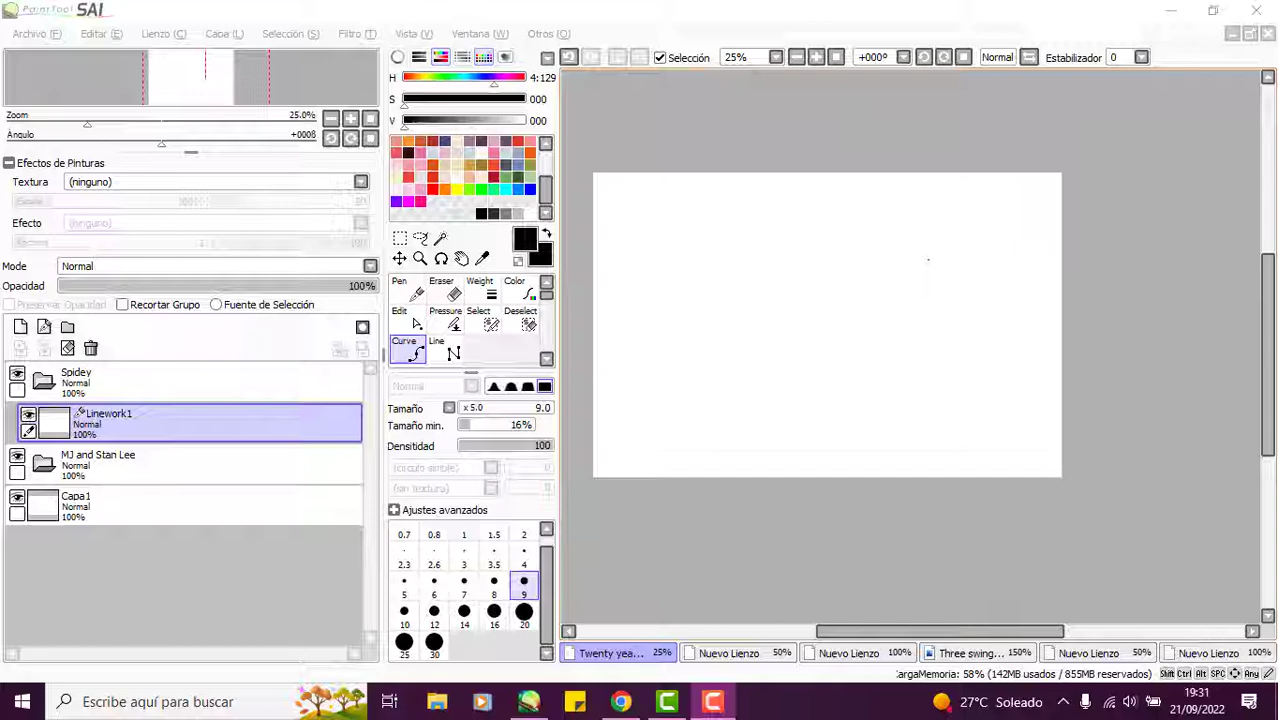 PaintTool SAI
Archivo (F) Editar (E) Lienzo (C) Capa (L) Selección (S) Filtro (T) Vista (V) Ventana (W) Otros (O)
Selección 25% +000º Normal Estabilizador 0
H 4:129
S 000
V 000
Zoom 25.0%
Ángulo
Efectos de Pinturas
Textura (ninguno)
Efecto (ninguno)
Mode Normal
Opacidad 100%
Preservar Opacidad Recortar Grupo Fuente de Selección
Spidey
Normal
100%
Linework1
Normal
100%
MJ and Stan Lee
Normal
100%
Capa1
Normal
100%
Pen Eraser Weight Color
Edit Pressure Select Deselect
Curve Line
Normal
Tamaño x 5.0 9.0
Tamaño min. 16%
Densitidad 100
(círculo simple)
(sin textura)
Ajustes avanzados
0.7 0.8 1 1.5 2
2.3 2.6 3 3.5 4
5 6 7 8 9
10 12 14 16 20
25 30
Twenty yea... 25% Nuevo Lienzo 50% Nuevo Lienzo 100% Three swing... 150% Nuevo Lienzo 50% Nuevo Lienzo 100%
CargaMemoria: 58% (142MB usados / 855MB reservados) Shift Ctrl Alt SPC Any
Escribe aquí para buscar
27°C Soleado
19:31
21/09/2022